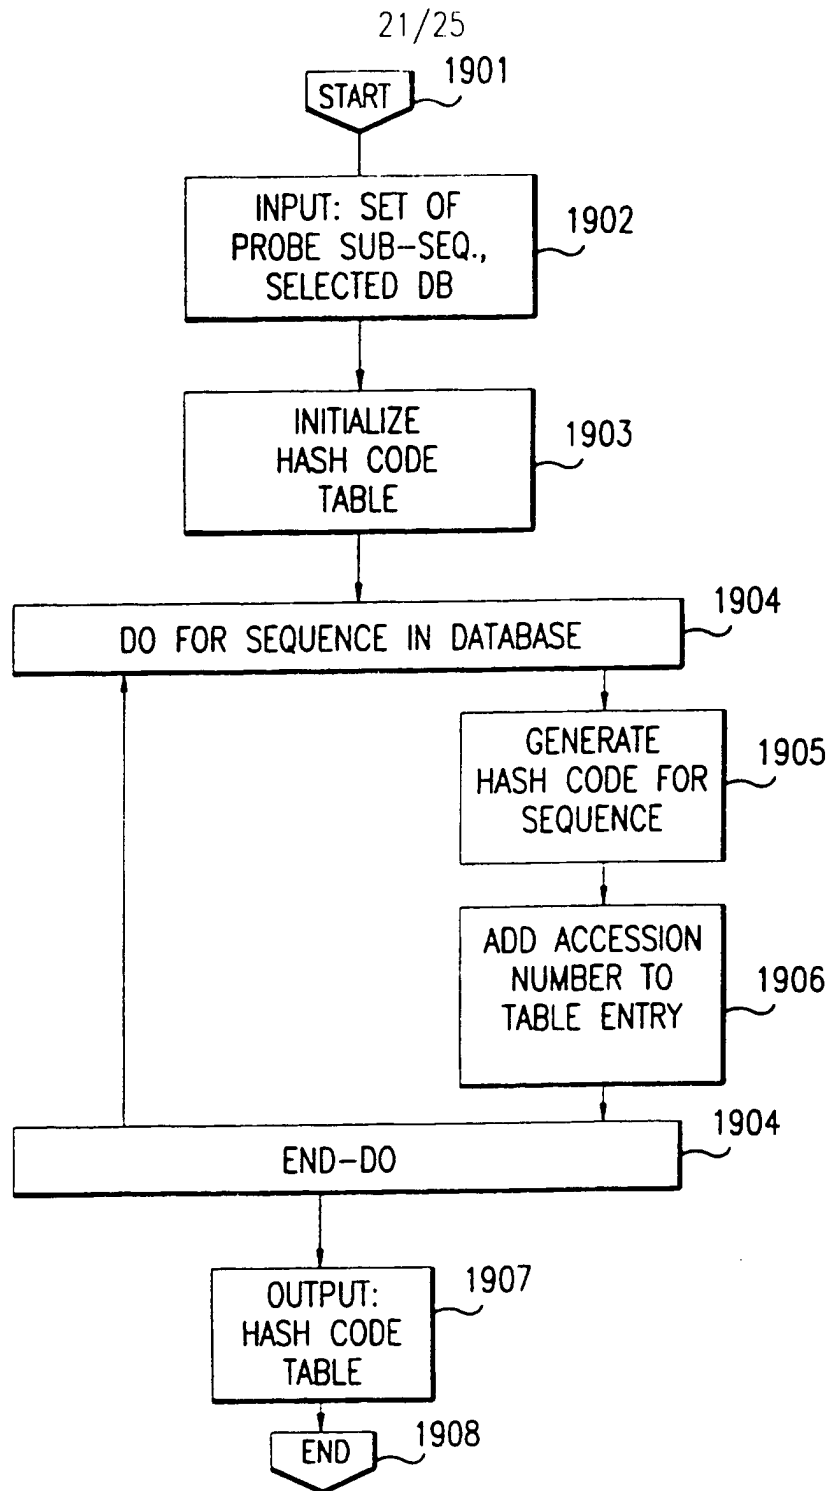 21/25
START
1901
INPUT: SET OF
PROBE SUB-SEQ.,
SELECTED DB
1902
INITIALIZE
HASH CODE
TABLE
1903
DO FOR SEQUENCE IN DATABASE
1904
GENERATE
HASH CODE FOR
SEQUENCE
1905
ADD ACCESSION
NUMBER TO
TABLE ENTRY
1906
END-DO
1904
OUTPUT:
HASH CODE
TABLE
1907
END
1908